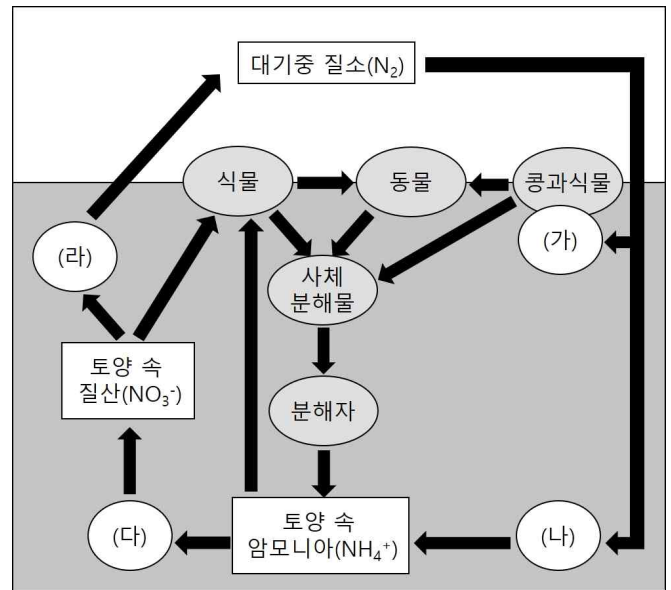 대기중 질소(N₂)
식물
동물
콩과식물
(가)
(라)
사체
분해물
토양 속
질산(NO₃⁻)
분해자
(다)
토양 속
암모니아(NH₄⁺)
(나)